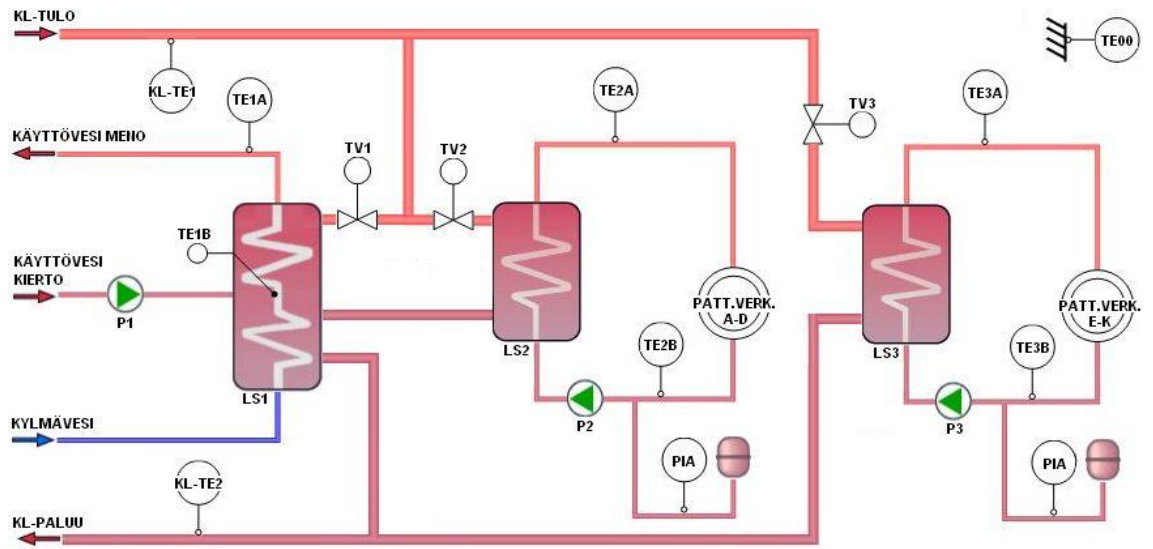 KL-TULO
TE00
KL-TE1
TE1A
TE2A
TE3A
TV3
KÄYTTÖVESI MENO
TV1
TV2
TE1B
KÄYTTÖVESI
KIERTO
P1
PATT.VERK.
A-D
PATT.VERK.
E-K
LS2
TE2B
LS3
TE3B
LS1
P2
P3
KYLMÄVESI
PIA
PIA
KL-TE2
KL-PALUU